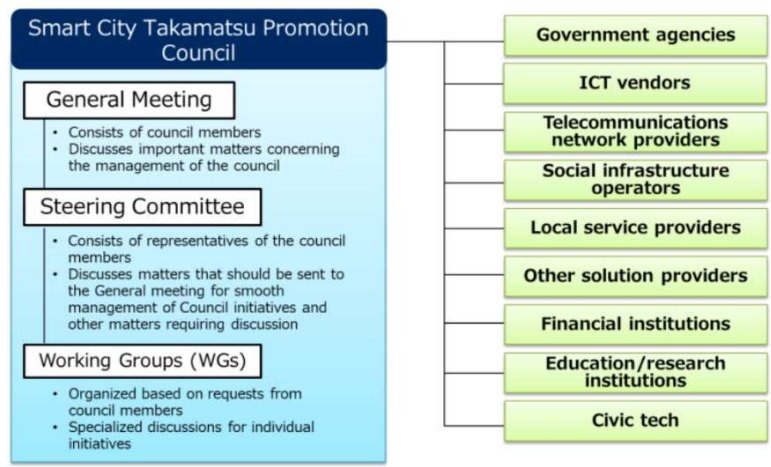 Smart City Takamatsu Promotion
Council
General Meeting
• Consists of council members
• Discusses important matters concerning
the management of the council
Steering Committee
• Consists of representatives of the council
members
• Discusses matters that should be sent to
the General meeting for smooth
management of Council initiatives and
other matters requiring discussion
Working Groups (WGs)
• Organized based on requests from
council members
• Specialized discussions for individual
initiatives
Government agencies
ICT vendors
Telecommunications
network providers
Social infrastructure
operators
Local service providers
Other solution providers
Financial institutions
Education/research
institutions
Civic tech